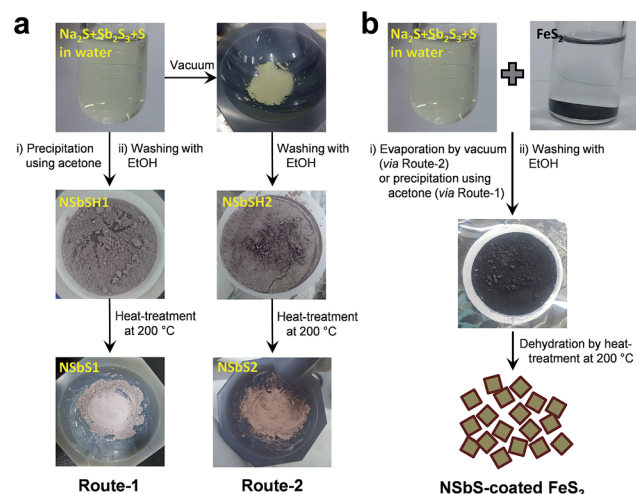 a
Na₂S+Sb₂S₃+S
in water
Vacuum
i) Precipitation
using acetone
ii) Washing with
EtOH
Washing with
EtOH
NSbSH1
NSbSH2
Heat-treatment
at 200 °C
Heat-treatment
at 200 °C
NSbS1
NSbS2
Route-1
Route-2
b
Na₂S+Sb₂S₃+S
in water
FeS₂
i) Evaporation by vacuum
(via Route-2)
or precipitation using
acetone (via Route-1)
ii) Washing with
EtOH
Dehydration by heat-
treatment at 200 °C
NSbS-coated FeS₂